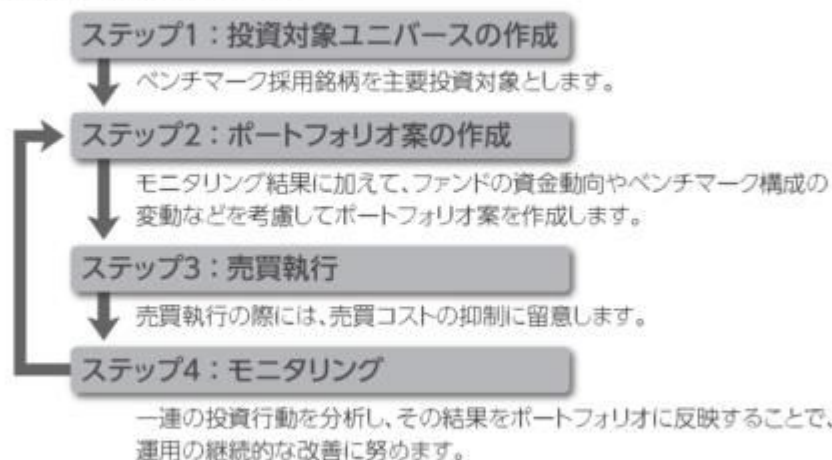 ステップ1：投資対象ユニバースの作成
ベンチマーク採用銘柄を主要投資対象とします。
ステップ2：ポートフォリオ案の作成
モニタリング結果に加えて、ファンドの資金動向やベンチマーク構成の
変動などを考慮してポートフォリオ案を作成します。
ステップ3：売買執行
売買執行の際には、売買コストの抑制に留意します。
ステップ4：モニタリング
一連の投資行動を分析し、その結果をポートフォリオに反映することで、
運用の継続的な改善に努めます。